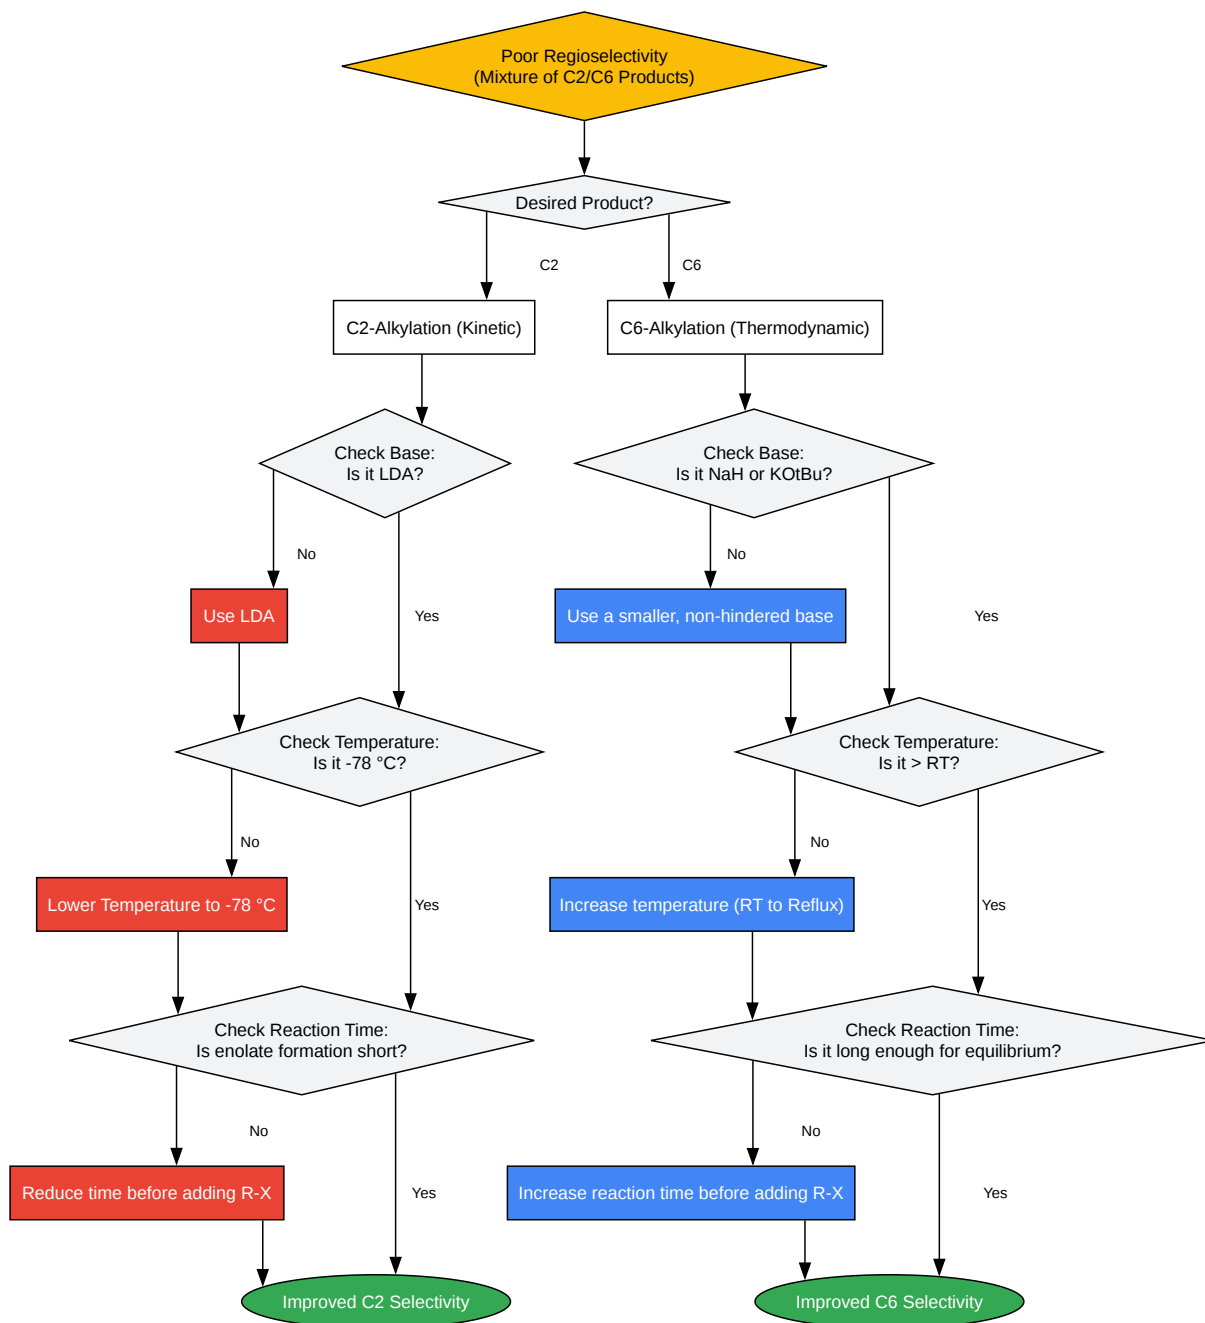 Poor Regioselectivity
(Mixture of C2/C6 Products)
Desired Product?
C2
C6
C2-Alkylation (Kinetic)
C6-Alkylation (Thermodynamic)
Check Base:
Is it LDA?
Check Base:
Is it NaH or KOtBu?
No
No
Use LDA
Yes
Use a smaller, non-hindered base
Yes
Check Temperature:
Is it -78 °C?
Check Temperature:
Is it > RT?
No
No
Lower Temperature to -78 °C
Yes
Increase temperature (RT to Reflux)
Yes
Check Reaction Time:
Is enolate formation short?
Check Reaction Time:
Is it long enough for equilibrium?
No
No
Reduce time before adding R-X
Yes
Increase reaction time before adding R-X
Yes
Improved C2 Selectivity
Improved C6 Selectivity